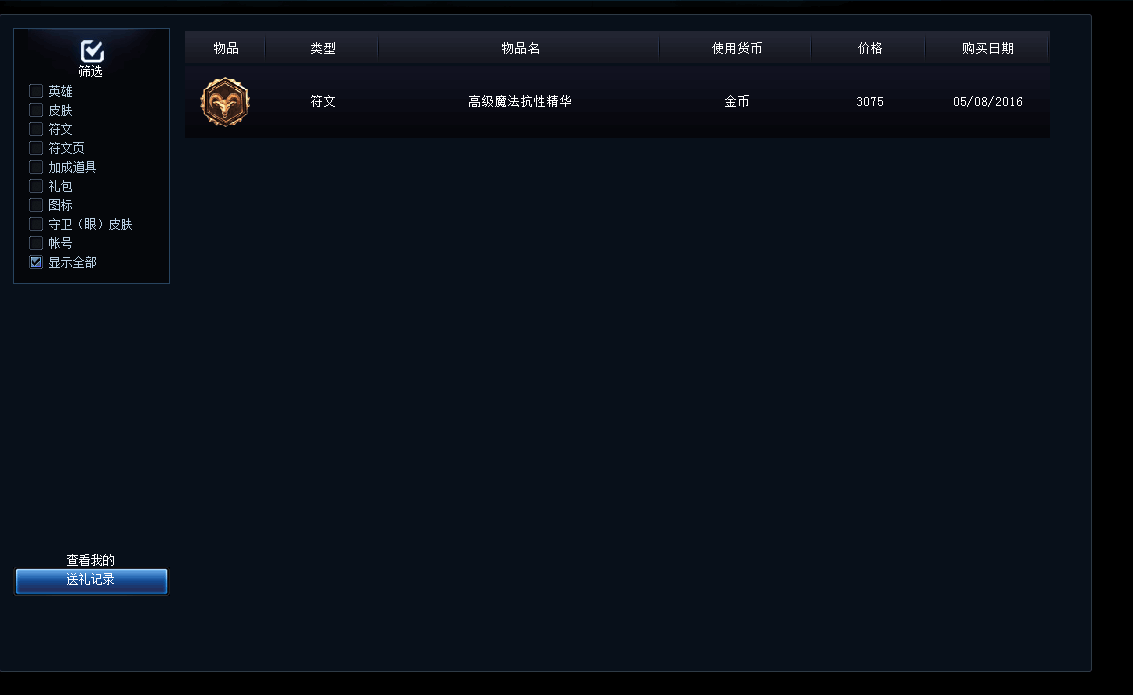 筛选
英雄
皮肤
符文
符文页
加成道具
礼包
图标
守卫（眼）皮肤
帐号
显示全部
物品 类型 物品名 使用货币 价格 购买日期
符文 高级魔法抗性精华 金币 3075 05/08/2016
查看我的
送礼记录